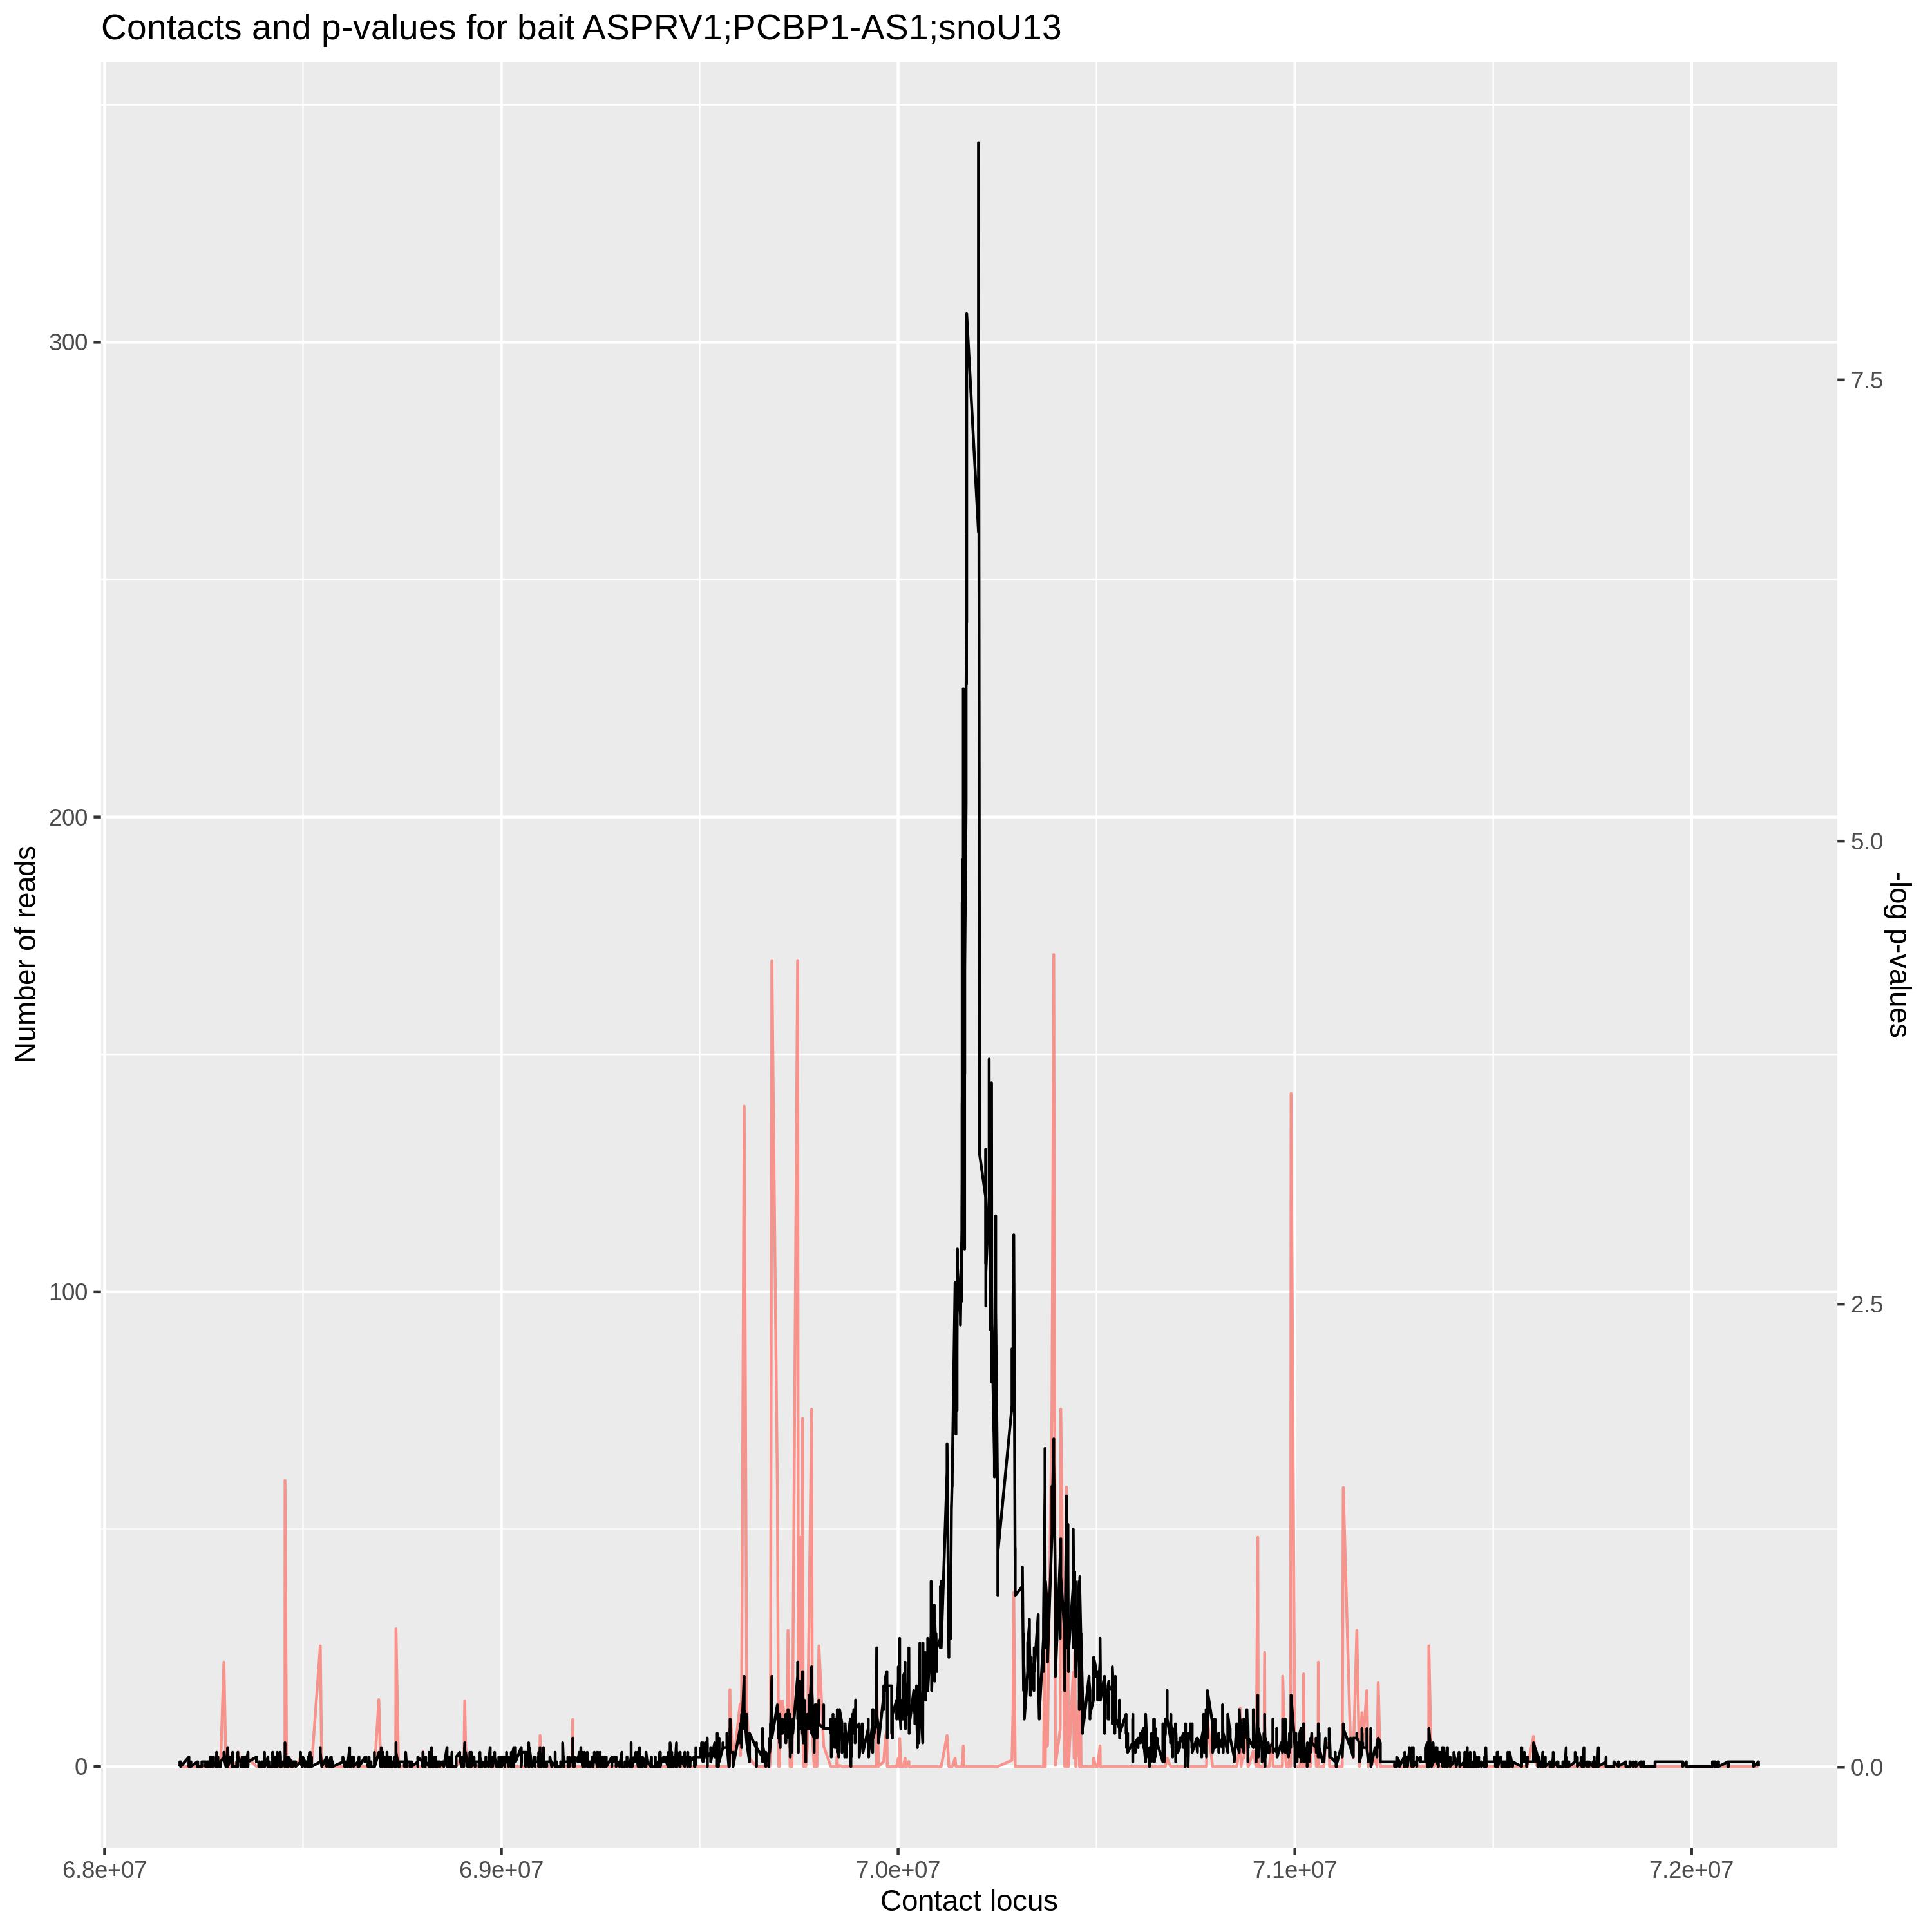 Contacts and p-values for bait ASPRV1;PCBP1-AS1;snoU13
300
200
100
0
Number of reads
7.5
5.0
2.5
0.0
-log p-values
6.8e+07
6.9e+07
7.0e+07
7.1e+07
7.2e+07
Contact locus